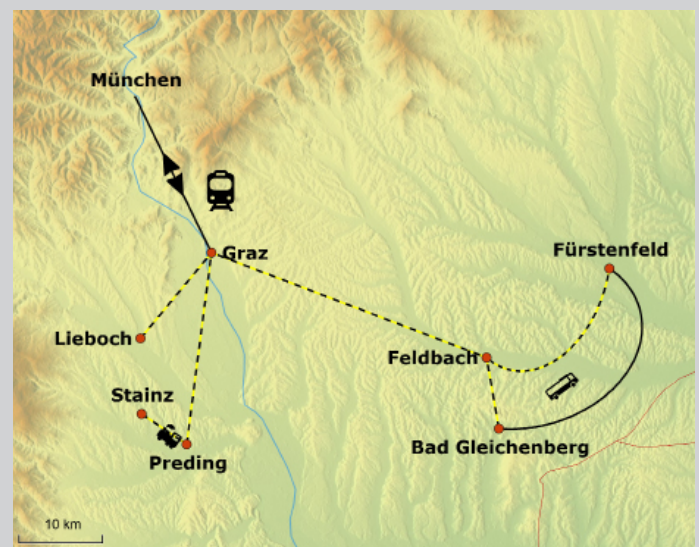 München
Graz
Fürstenfeld
Lieboch
Feldbach
Stainz
Bad Gleichenberg
Preding
10 km